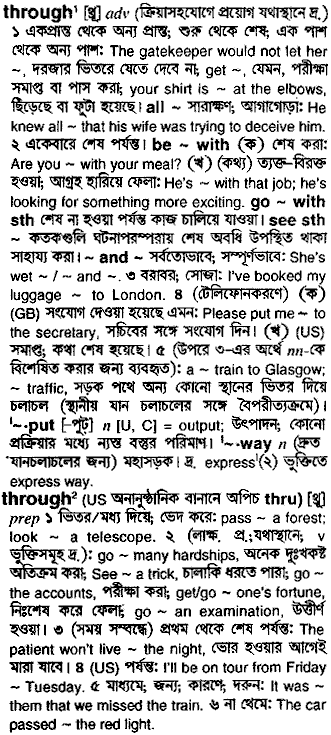 through¹ [থ্রূ] adv (ক্রিয়াসহযোগে প্রয়োগ যথাস্থানে দ্র.)
১ একপ্রান্ত থেকে অন্য প্রান্ত; শুরু থেকে শেষ; এক পাশ
থেকে অন্য পাশ: The gatekeeper would not let her
~, দরজার ভিতরে যেতে দেবে না; get ~, যেমন, পরীক্ষা
সমাপ্ত বা পাস করা; your shirt is ~ at the elbows,
ছিঁড়েছে বা ফুটা হয়েছে। all ~ সারাক্ষণ; আগাগোড়া: He
knew all ~ that his wife was trying to deceive him.
২ একেবারে শেষ পর্যন্ত। be ~ with (ক) শেষ করা:
Are you ~ with your meal? (খ) (কথ্য) ত্যক্ত-বিরক্ত
হওয়া; আগ্রহ হারিয়ে ফেলা: He's ~ with that job; he's
looking for something more exciting. go ~ with
sth শেষ না হওয়া পর্যন্ত কাজ চালিয়ে যাওয়া। see sth
~ কতকগুলি ঘটনাপরম্পরায় শেষ অবধি উপস্থিত থাকা
সাহায্য করা। ~ and ~ সর্বতোভাবে; সম্পূর্ণভাবে: She's
wet ~ / ~ and ~. ৩ বরাবর; সোজা: I've booked my
luggage ~ to London. ৪ (টেলিফোনকরণে) (ক)
(GB) সংযোগ দেওয়া হয়েছে এমন: Please put me ~ to
the secretary, সচিবের সঙ্গে সংযোগ দিন। (খ) (US)
সমাপ্ত; কথা শেষ হয়েছে। ৫ (উপরে ৩-এর অর্থে nn-কে
বিশেষিত করার জন্য ব্যবহৃত): a ~ train to Glasgow;
~ traffic, সড়ক পথে অন্য কোনো স্থানের ভিতর দিয়ে
চলাচল (স্থানীয় যান চলাচলের সঙ্গে বৈপরীত্যক্রমে)।
'~·put [-পুট্] n [U, C] = output; উৎপাদন; কোনো
প্রক্রিয়ার মধ্যে ন্যস্ত বস্তুর পরিমাণ। '~·way n (দ্রুত
যানচলাচলের জন্য) মহাসড়ক। দ্র. express¹(২) ভুক্তিতে
express way.
through² (US অনানুষ্ঠানিক বানানে অপিচ thru) [থ্রূ]
prep ১ ভিতর/মধ্য দিয়ে; ভেদ করে: pass ~ a forest;
look ~ a telescope. ২ (লাক্ষ. প্র.;যথাস্থানে; v
ভুক্তিসমূহ দ্র.): go ~ many hardships, অনেক দুঃখকষ্ট
অতিক্রম করা; See ~ a trick, চালাকি ধরতে পারা; go ~
the accounts, পরীক্ষা করা; get/go ~ one's fortune,
নিঃশেষ করে ফেলা; go ~ an examination, উত্তীর্ণ
হওয়া। ৩ (সময় সম্বন্ধে) প্রথম থেকে শেষ পর্যন্ত: The
patient won't live ~ the night, ভোর হওয়ার আগেই
মারা যাবে। ৪ (US) পর্যন্ত: I'll be on tour from Friday
~ Tuesday. ৫ মাধ্যমে; জন্য; কারণে; দরুন: It was ~
them that we missed the train. ৬ না থেমে: The car
passed ~ the red light.